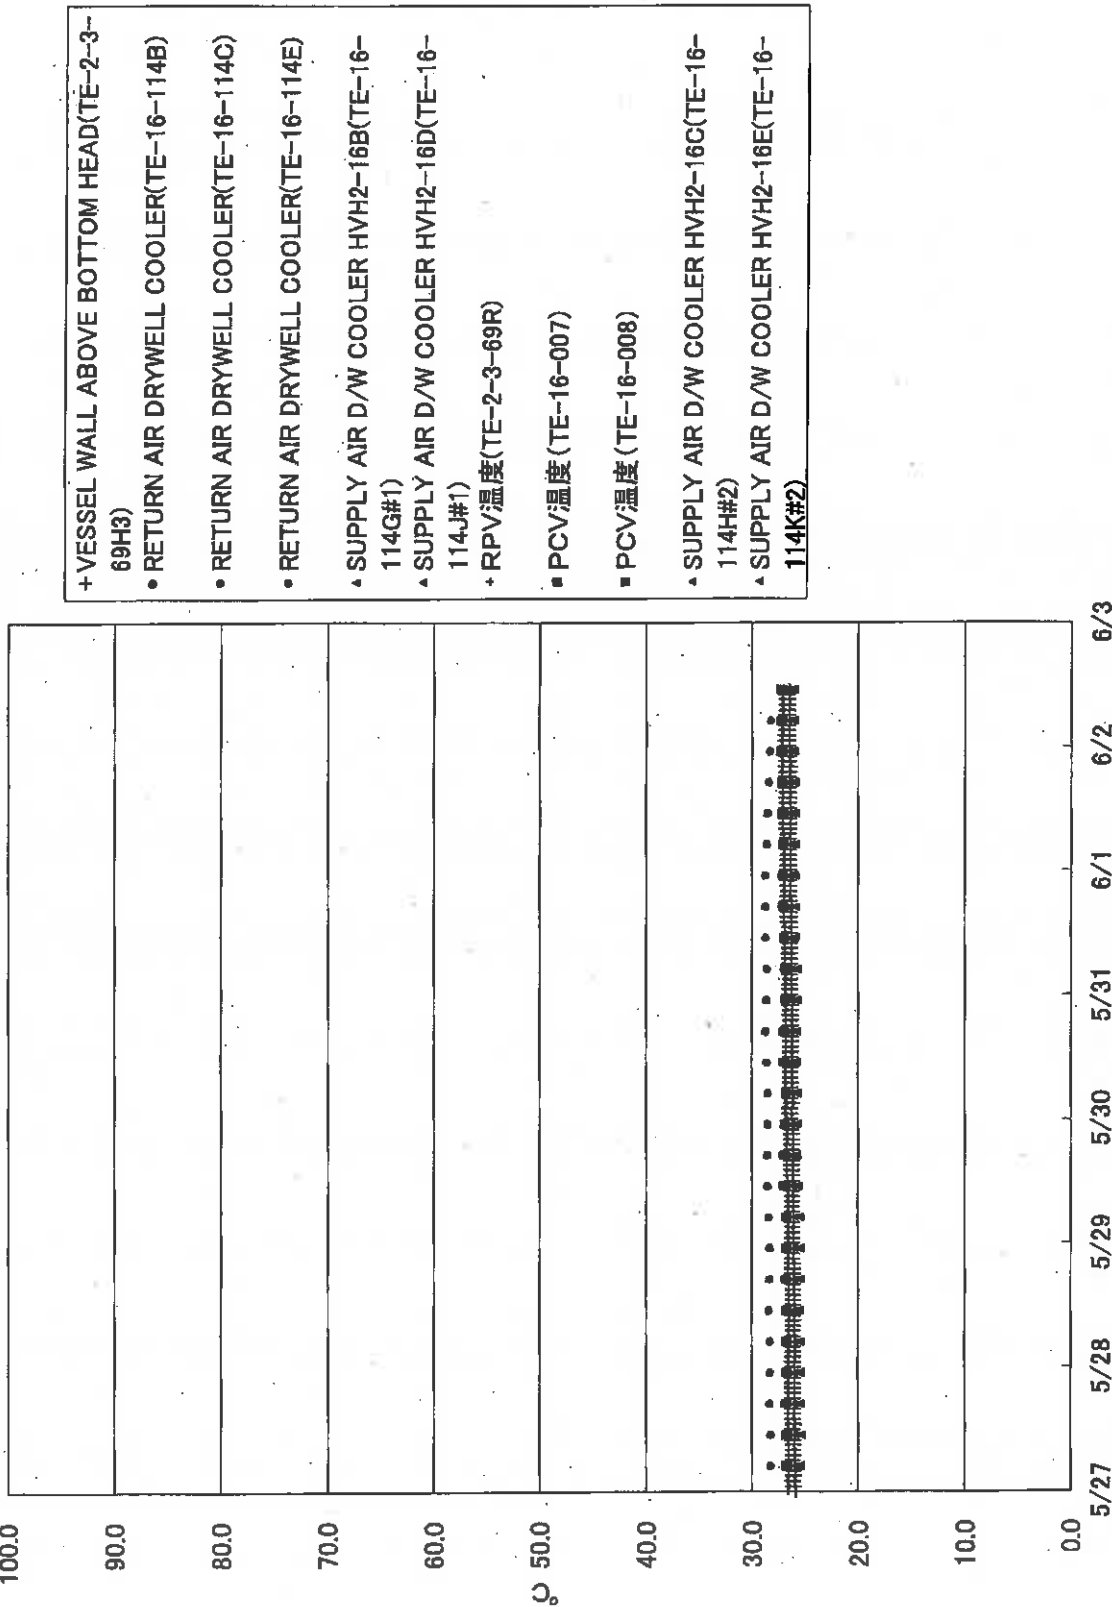 100.0
90.0
80.0
70.0
60.0
50.0
40.0
30.0
20.0
10.0
0.0
°C
5/27
5/28
5/29
5/30
5/31
6/1
6/2
6/3
+ VESSEL WALL ABOVE BOTTOM HEAD(TE-2-3-
69H3)
● RETURN AIR DRYWELL COOLER(TE-16-114B)
● RETURN AIR DRYWELL COOLER(TE-16-114C)
● RETURN AIR DRYWELL COOLER(TE-16-114E)
▲ SUPPLY AIR D/W COOLER HVH2-16B(TE-16-
114G#1)
▲ SUPPLY AIR D/W COOLER HVH2-16D(TE-16-
114J#1)
+ RPV温度(TE-2-3-69R)
■ PCV温度(TE-16-007)
■ PCV温度(TE-16-008)
▲ SUPPLY AIR D/W COOLER HVH2-16C(TE-16-
114H#2)
▲ SUPPLY AIR D/W COOLER HVH2-16E(TE-16-
114K#2)